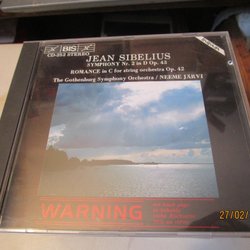 BIS
CD-252 STEREO
JEAN SIBELIUS
SYMPHONY Nr. 2 in D Op. 43
ROMANCE in C for string orchestra Op. 42
The Gothenburg Symphony Orchestra / NEEME JÄRVI
WARNING
27/02